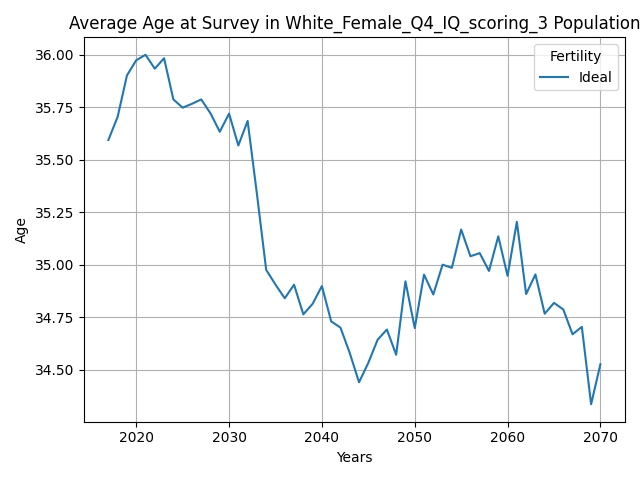 Average Age at Survey in White_Female_Q4_IQ_scoring_3 Population
Fertility
Ideal
36.00
35.75
35.50
35.25
35.00
34.75
34.50
Age
2020 2030 2040 2050 2060 2070
Years